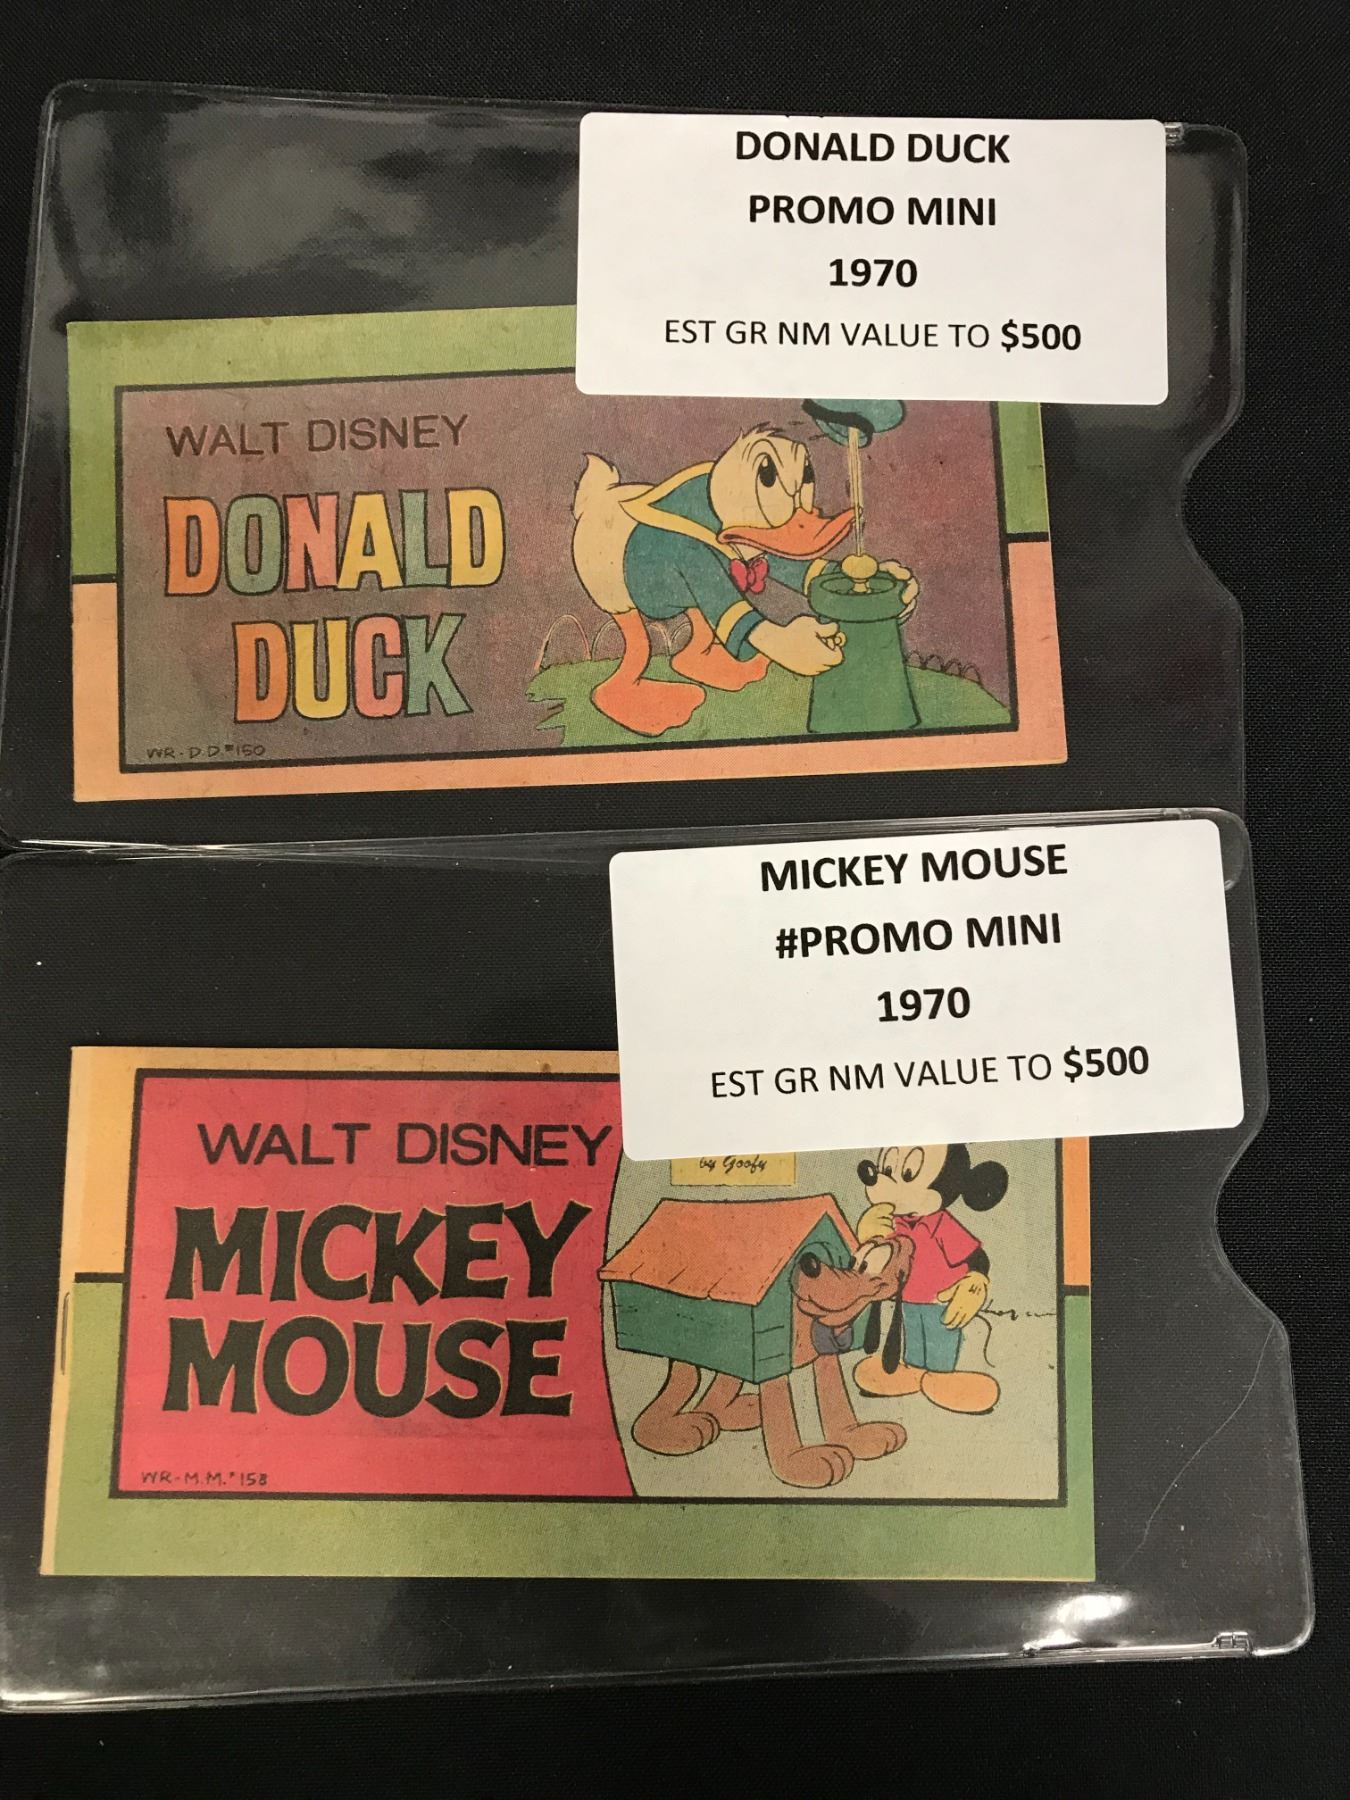 DONALD DUCK
PROMO MINI
1970
EST GR NM VALUE TO $500
WALT DISNEY
DONALD
DUCK
WR-D.D.#150
MICKEY MOUSE
#PROMO MINI
1970
EST GR NM VALUE TO $500
by Goofy
WALT DISNEY
MICKEY
MOUSE
WR-M.M.#158